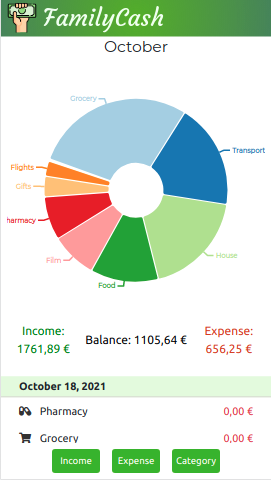 FamilyCash
October
Grocery
Transport
Flights
Gifts
harmacy
House
Film
Food
Income:
1761,89 €
Balance: 1105,64 €
Expense:
656,25 €
October 18, 2021
Pharmacy 0,00 €
Grocery 0,00 €
Income Expense Category